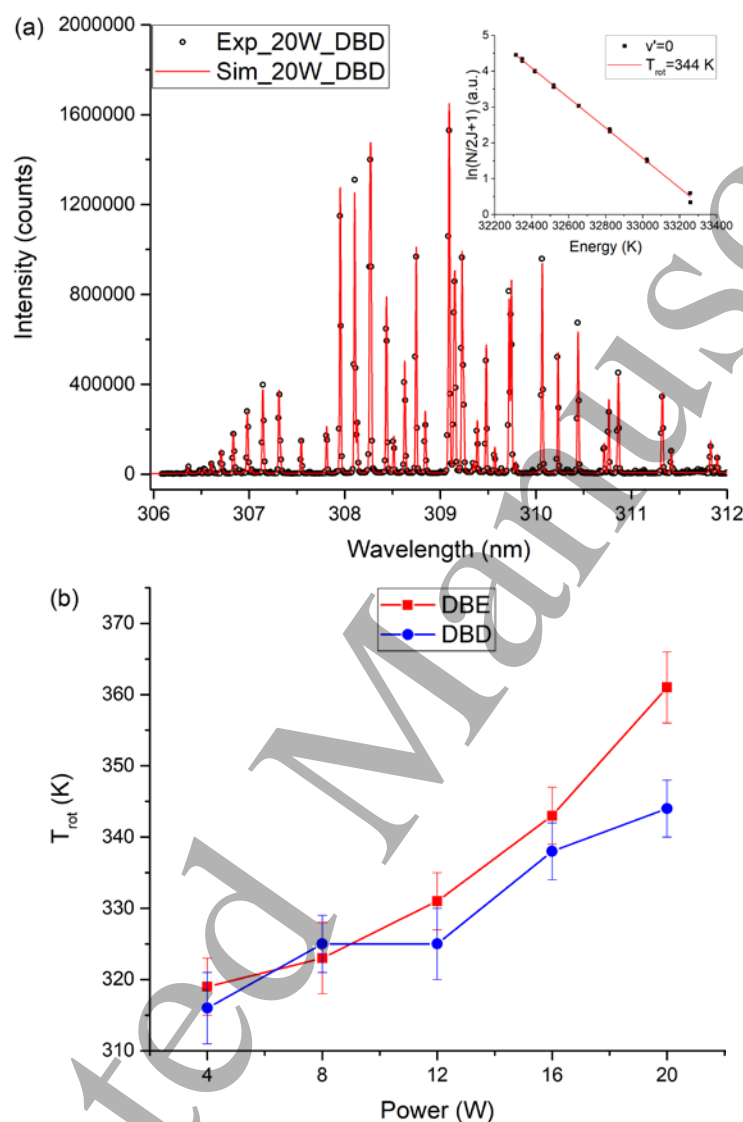 (a)
Exp_20W_DBD
Sim_20W_DBD
v'=0
T_rot=344 K
ln(N/2J+1) (a.u.)
5
4
3
2
1
0
32200 32400 32600 32800 33000 33200 33400
Energy (K)
Intensity (counts)
2000000
1600000
1200000
800000
400000
0
306 307 308 309 310 311 312
Wavelength (nm)
(b)
DBE
DBD
T_rot (K)
370
360
350
340
330
320
310
4 8 12 16 20
Power (W)
ted Manusc